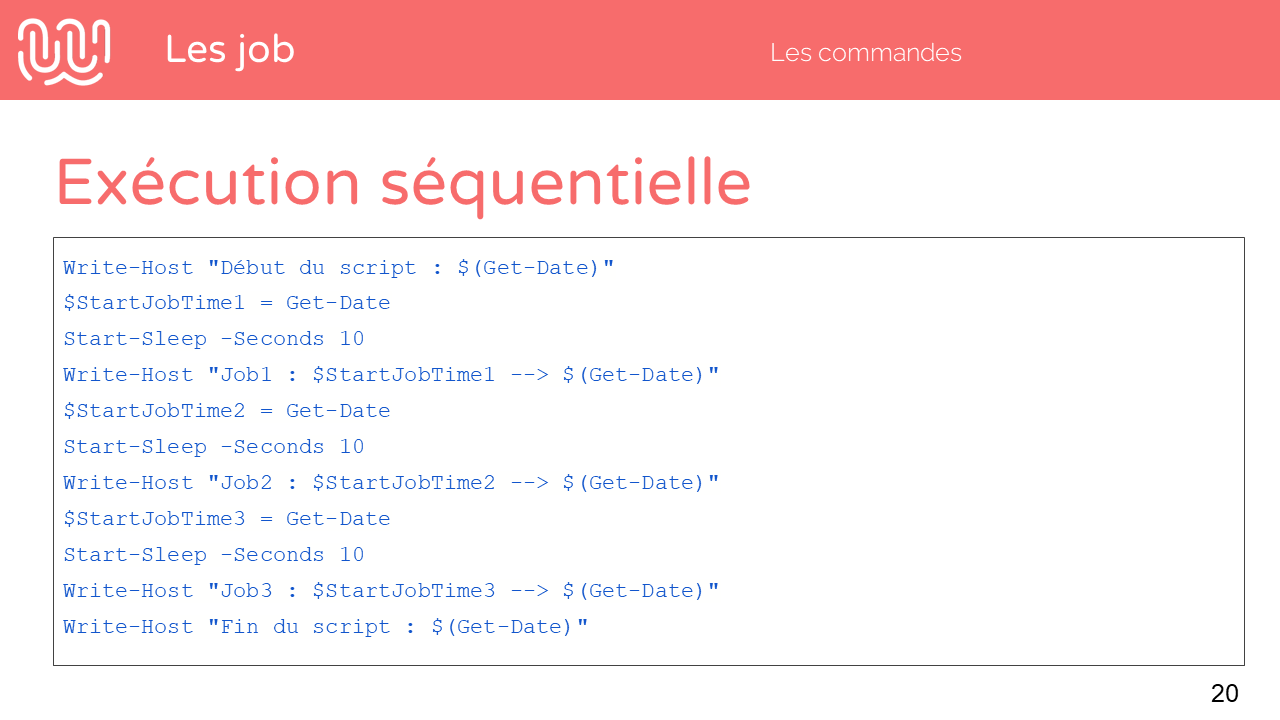 Les job
Les commandes
Exécution séquentielle
Write-Host "Début du script : $(Get-Date)"
$StartJobTime1 = Get-Date
Start-Sleep -Seconds 10
Write-Host "Job1 : $StartJobTime1 --> $(Get-Date)"
$StartJobTime2 = Get-Date
Start-Sleep -Seconds 10
Write-Host "Job2 : $StartJobTime2 --> $(Get-Date)"
$StartJobTime3 = Get-Date
Start-Sleep -Seconds 10
Write-Host "Job3 : $StartJobTime3 --> $(Get-Date)"
Write-Host "Fin du script : $(Get-Date)"
20